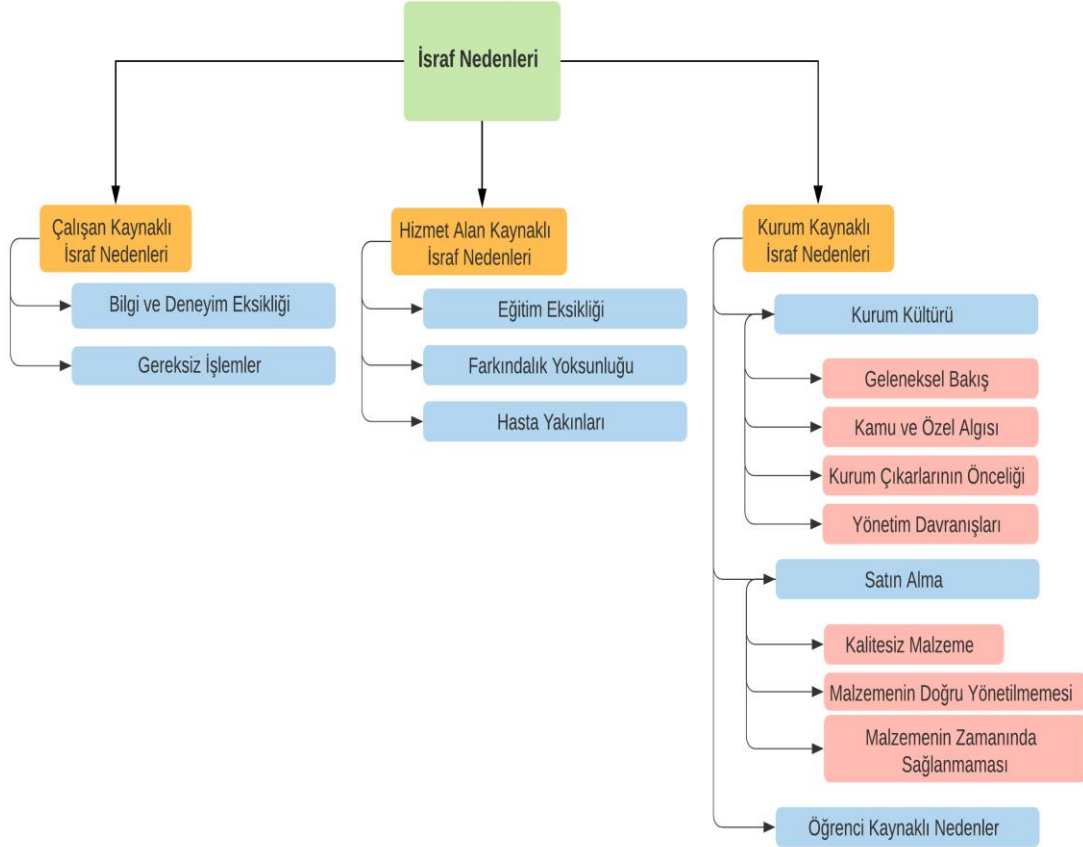 İsraf Nedenleri
Çalışan Kaynaklı
İsraf Nedenleri
Bilgi ve Deneyim Eksikliği
Gereksiz İşlemler
Hizmet Alan Kaynaklı
İsraf Nedenleri
Eğitim Eksikliği
Farkındalık Yoksunluğu
Hasta Yakınları
Kurum Kaynaklı
İsraf Nedenleri
Kurum Kültürü
Geleneksel Bakış
Kamu ve Özel Algısı
Kurum Çıkarlarının Önceliği
Yönetim Davranışları
Satın Alma
Kalitesiz Malzeme
Malzemenin Doğru Yönetilmemesi
Malzemenin Zamanında
Sağlanmaması
Öğrenci Kaynaklı Nedenler